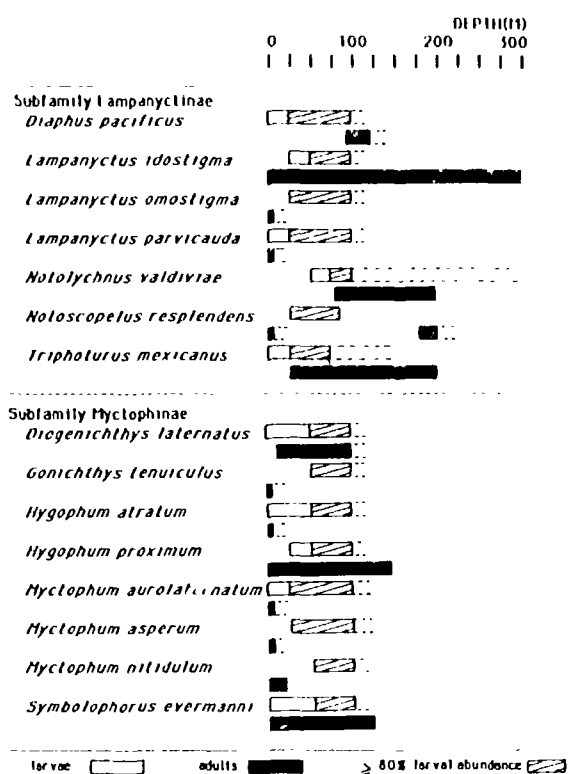 DEPTH(M)
0 100 200 300
Subfamily Lampanyctinae
Diaphus pacificus
Lampanyctus idostigma
Lampanyctus omostigma
Lampanyctus parvicauda
Notolychnus valdiviae
Notoscopelus resplendens
Triphoturus mexicanus
Subfamily Myctophinae
Diogenichthys laternatus
Gonichthys tenuiculus
Hygophum atratum
Hygophum proximum
Myctophum aurolaternatum
Myctophum asperum
Myctophum nitidulum
Symbolophorus evermanni
larvae adults ≥ 80% larval abundance